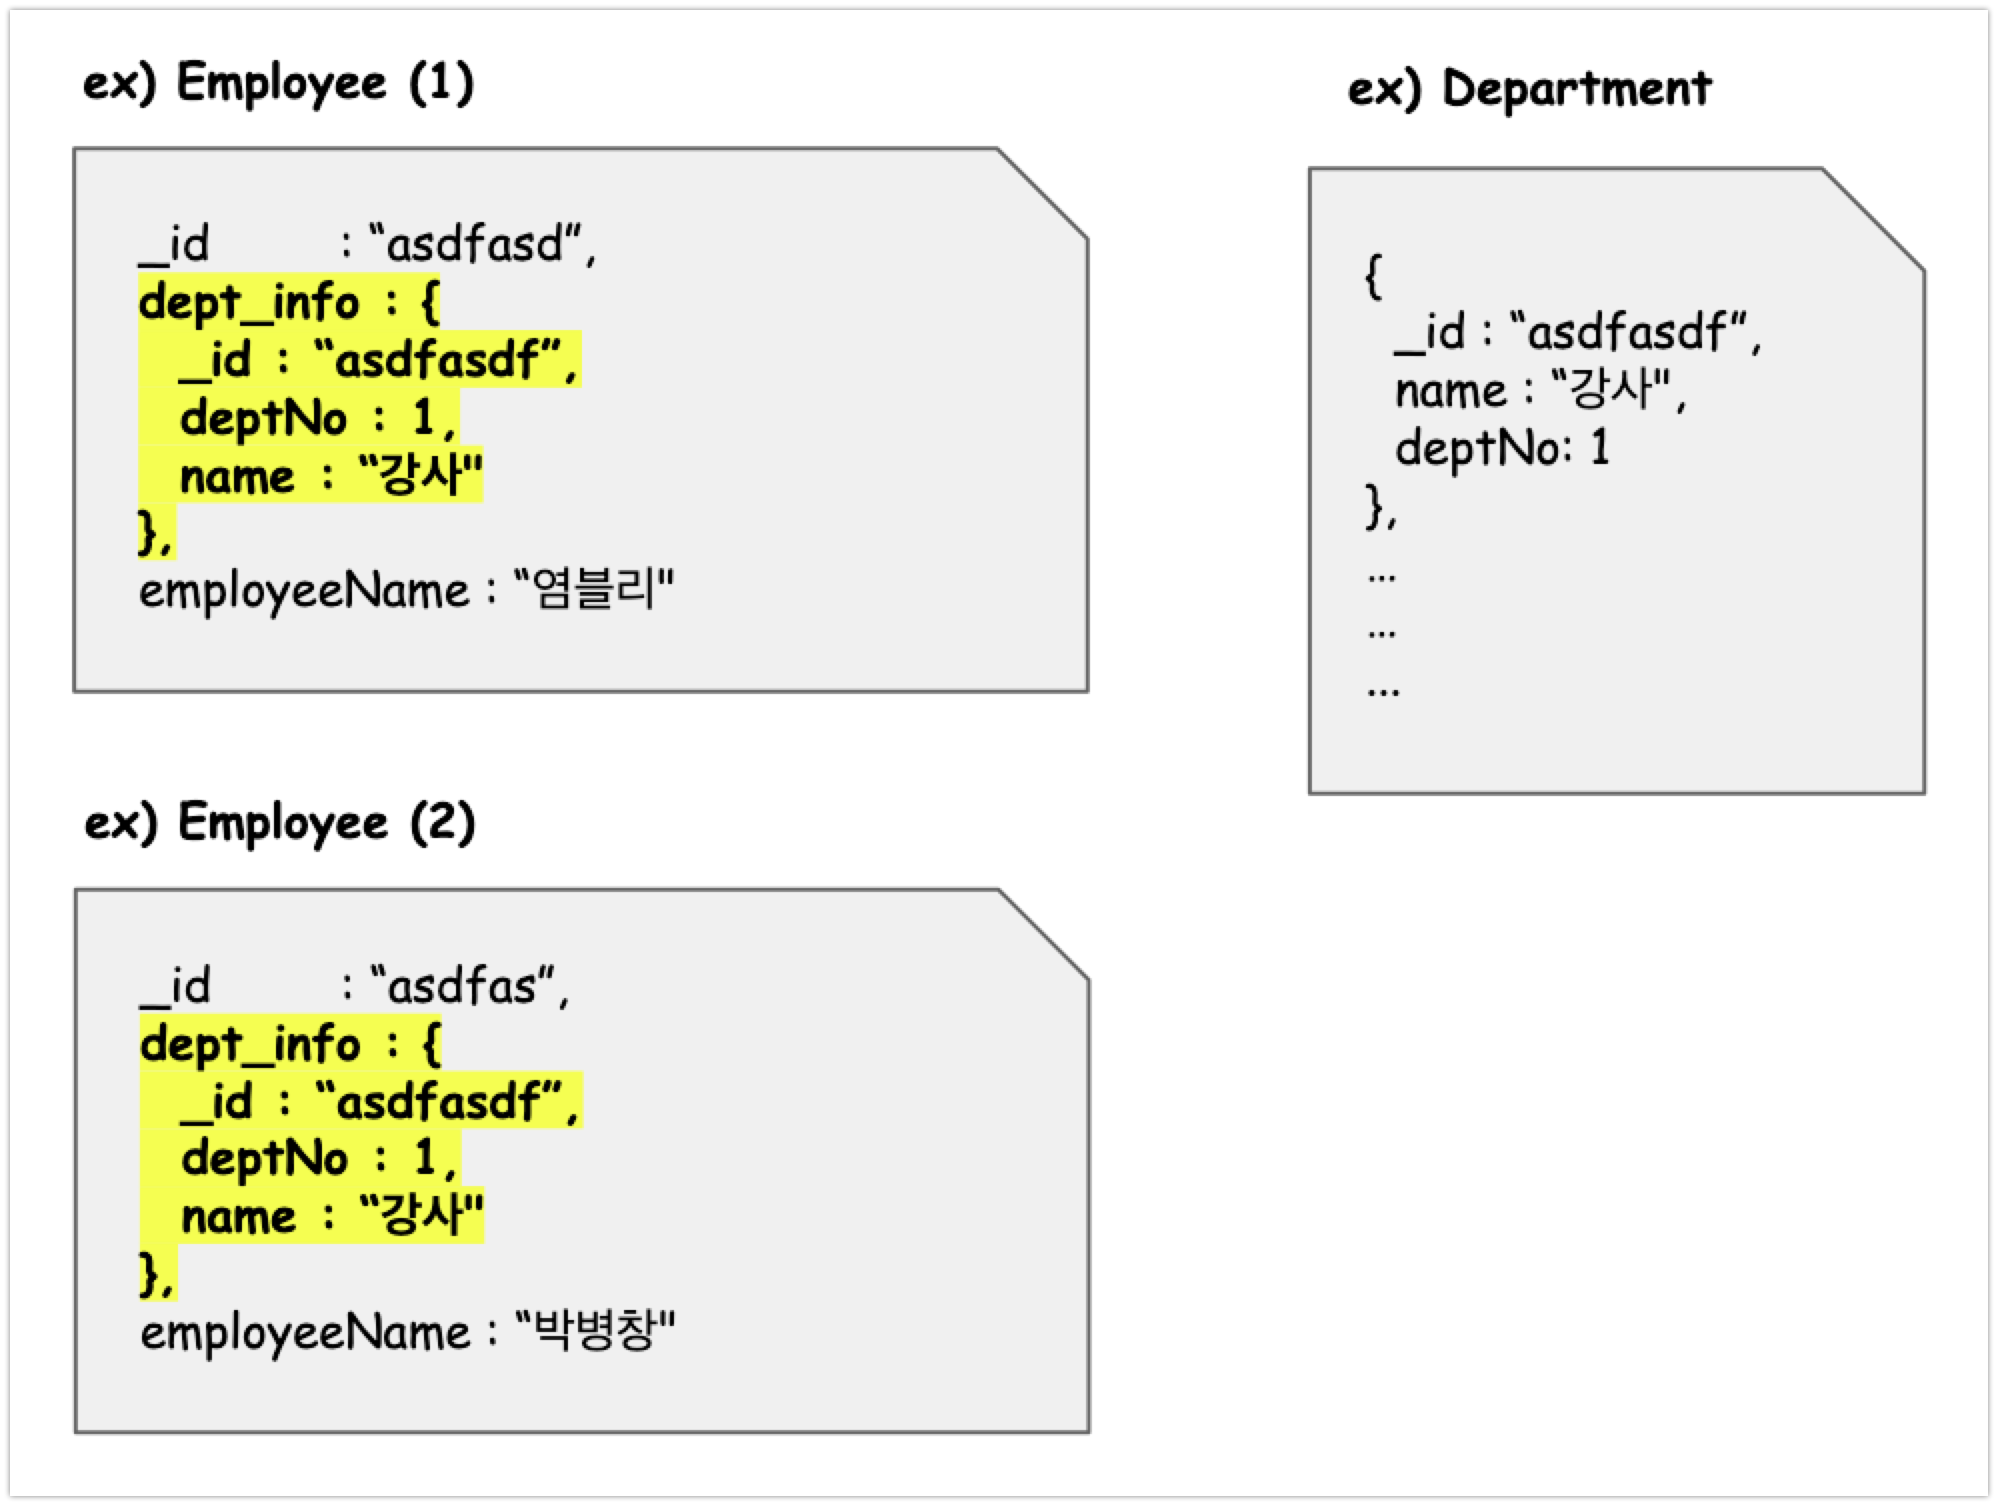 ex) Employee (1)
_id : “asdfasd”,
dept_info : {
_id : “asdfasdf”,
deptNo : 1,
name : “강사"
},
employeeName : “염블리"
ex) Department
{
_id : “asdfasdf”,
name : “강사",
deptNo: 1
},
...
...
...
ex) Employee (2)
_id : “asdfas”,
dept_info : {
_id : “asdfasdf”,
deptNo : 1,
name : “강사"
},
employeeName : “박병창"